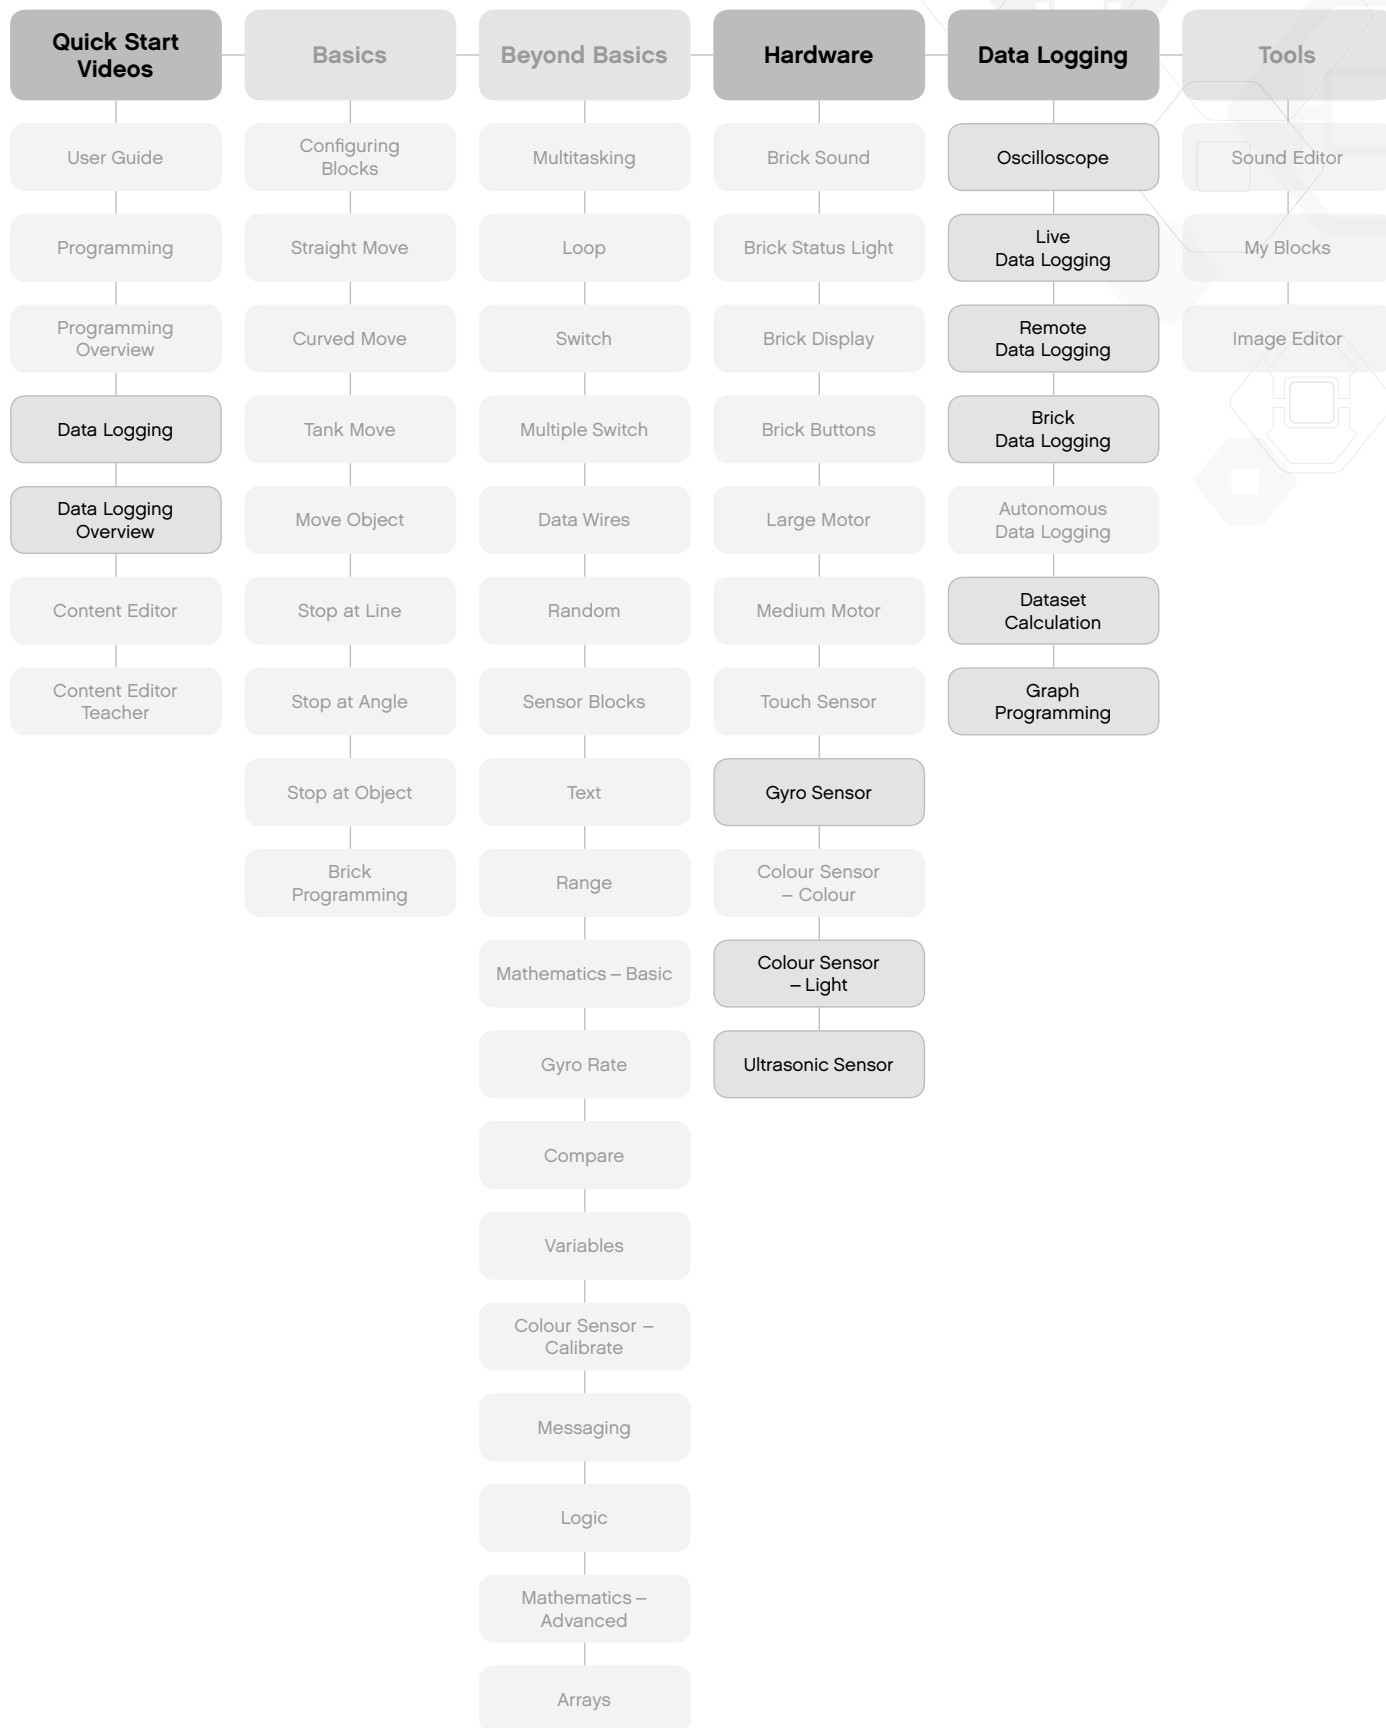 Quick Start
Videos
User Guide
Programming
Programming
Overview
Data Logging
Data Logging
Overview
Content Editor
Content Editor
Teacher
Basics
Configuring
Blocks
Straight Move
Curved Move
Tank Move
Move Object
Stop at Line
Stop at Angle
Stop at Object
Brick
Programming
Beyond Basics
Multitasking
Loop
Switch
Multiple Switch
Data Wires
Random
Sensor Blocks
Text
Range
Mathematics – Basic
Gyro Rate
Compare
Variables
Colour Sensor –
Calibrate
Messaging
Logic
Mathematics –
Advanced
Arrays
Hardware
Brick Sound
Brick Status Light
Brick Display
Brick Buttons
Large Motor
Medium Motor
Touch Sensor
Gyro Sensor
Colour Sensor
– Colour
Colour Sensor
– Light
Ultrasonic Sensor
Data Logging
Oscilloscope
Live
Data Logging
Remote
Data Logging
Brick
Data Logging
Autonomous
Data Logging
Dataset
Calculation
Graph
Programming
Tools
Sound Editor
My Blocks
Image Editor